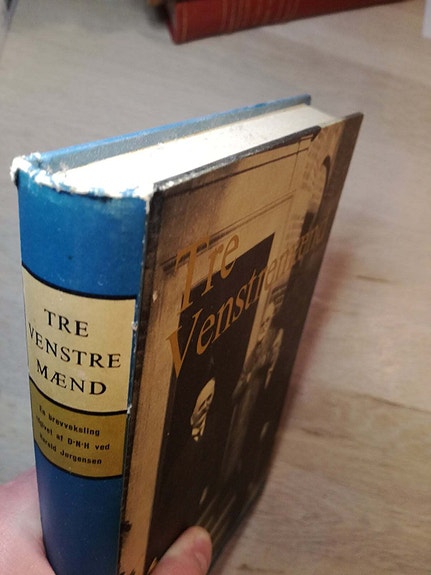 TRE
VENSTRE
MÆND
En brevveksling
udgivet af D·N·H ved
Harald Jørgensen
Tre
Venstremænd